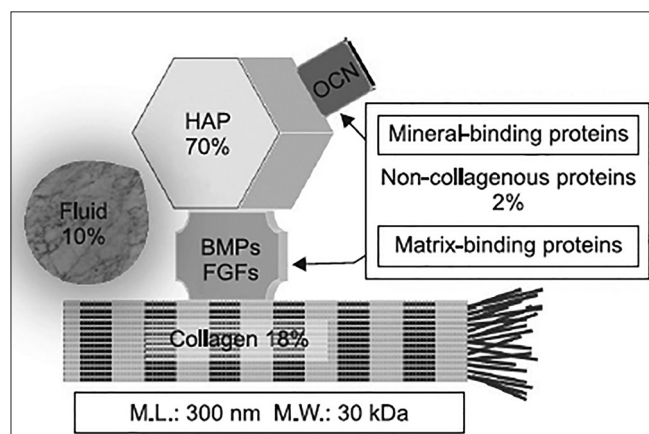 OCN
HAP
70%
Mineral-binding proteins
Non-collagenous proteins
2%
Matrix-binding proteins
Fluid
10%
BMPs
FGFs
Collagen 18%
M.L.: 300 nm M.W.: 30 kDa